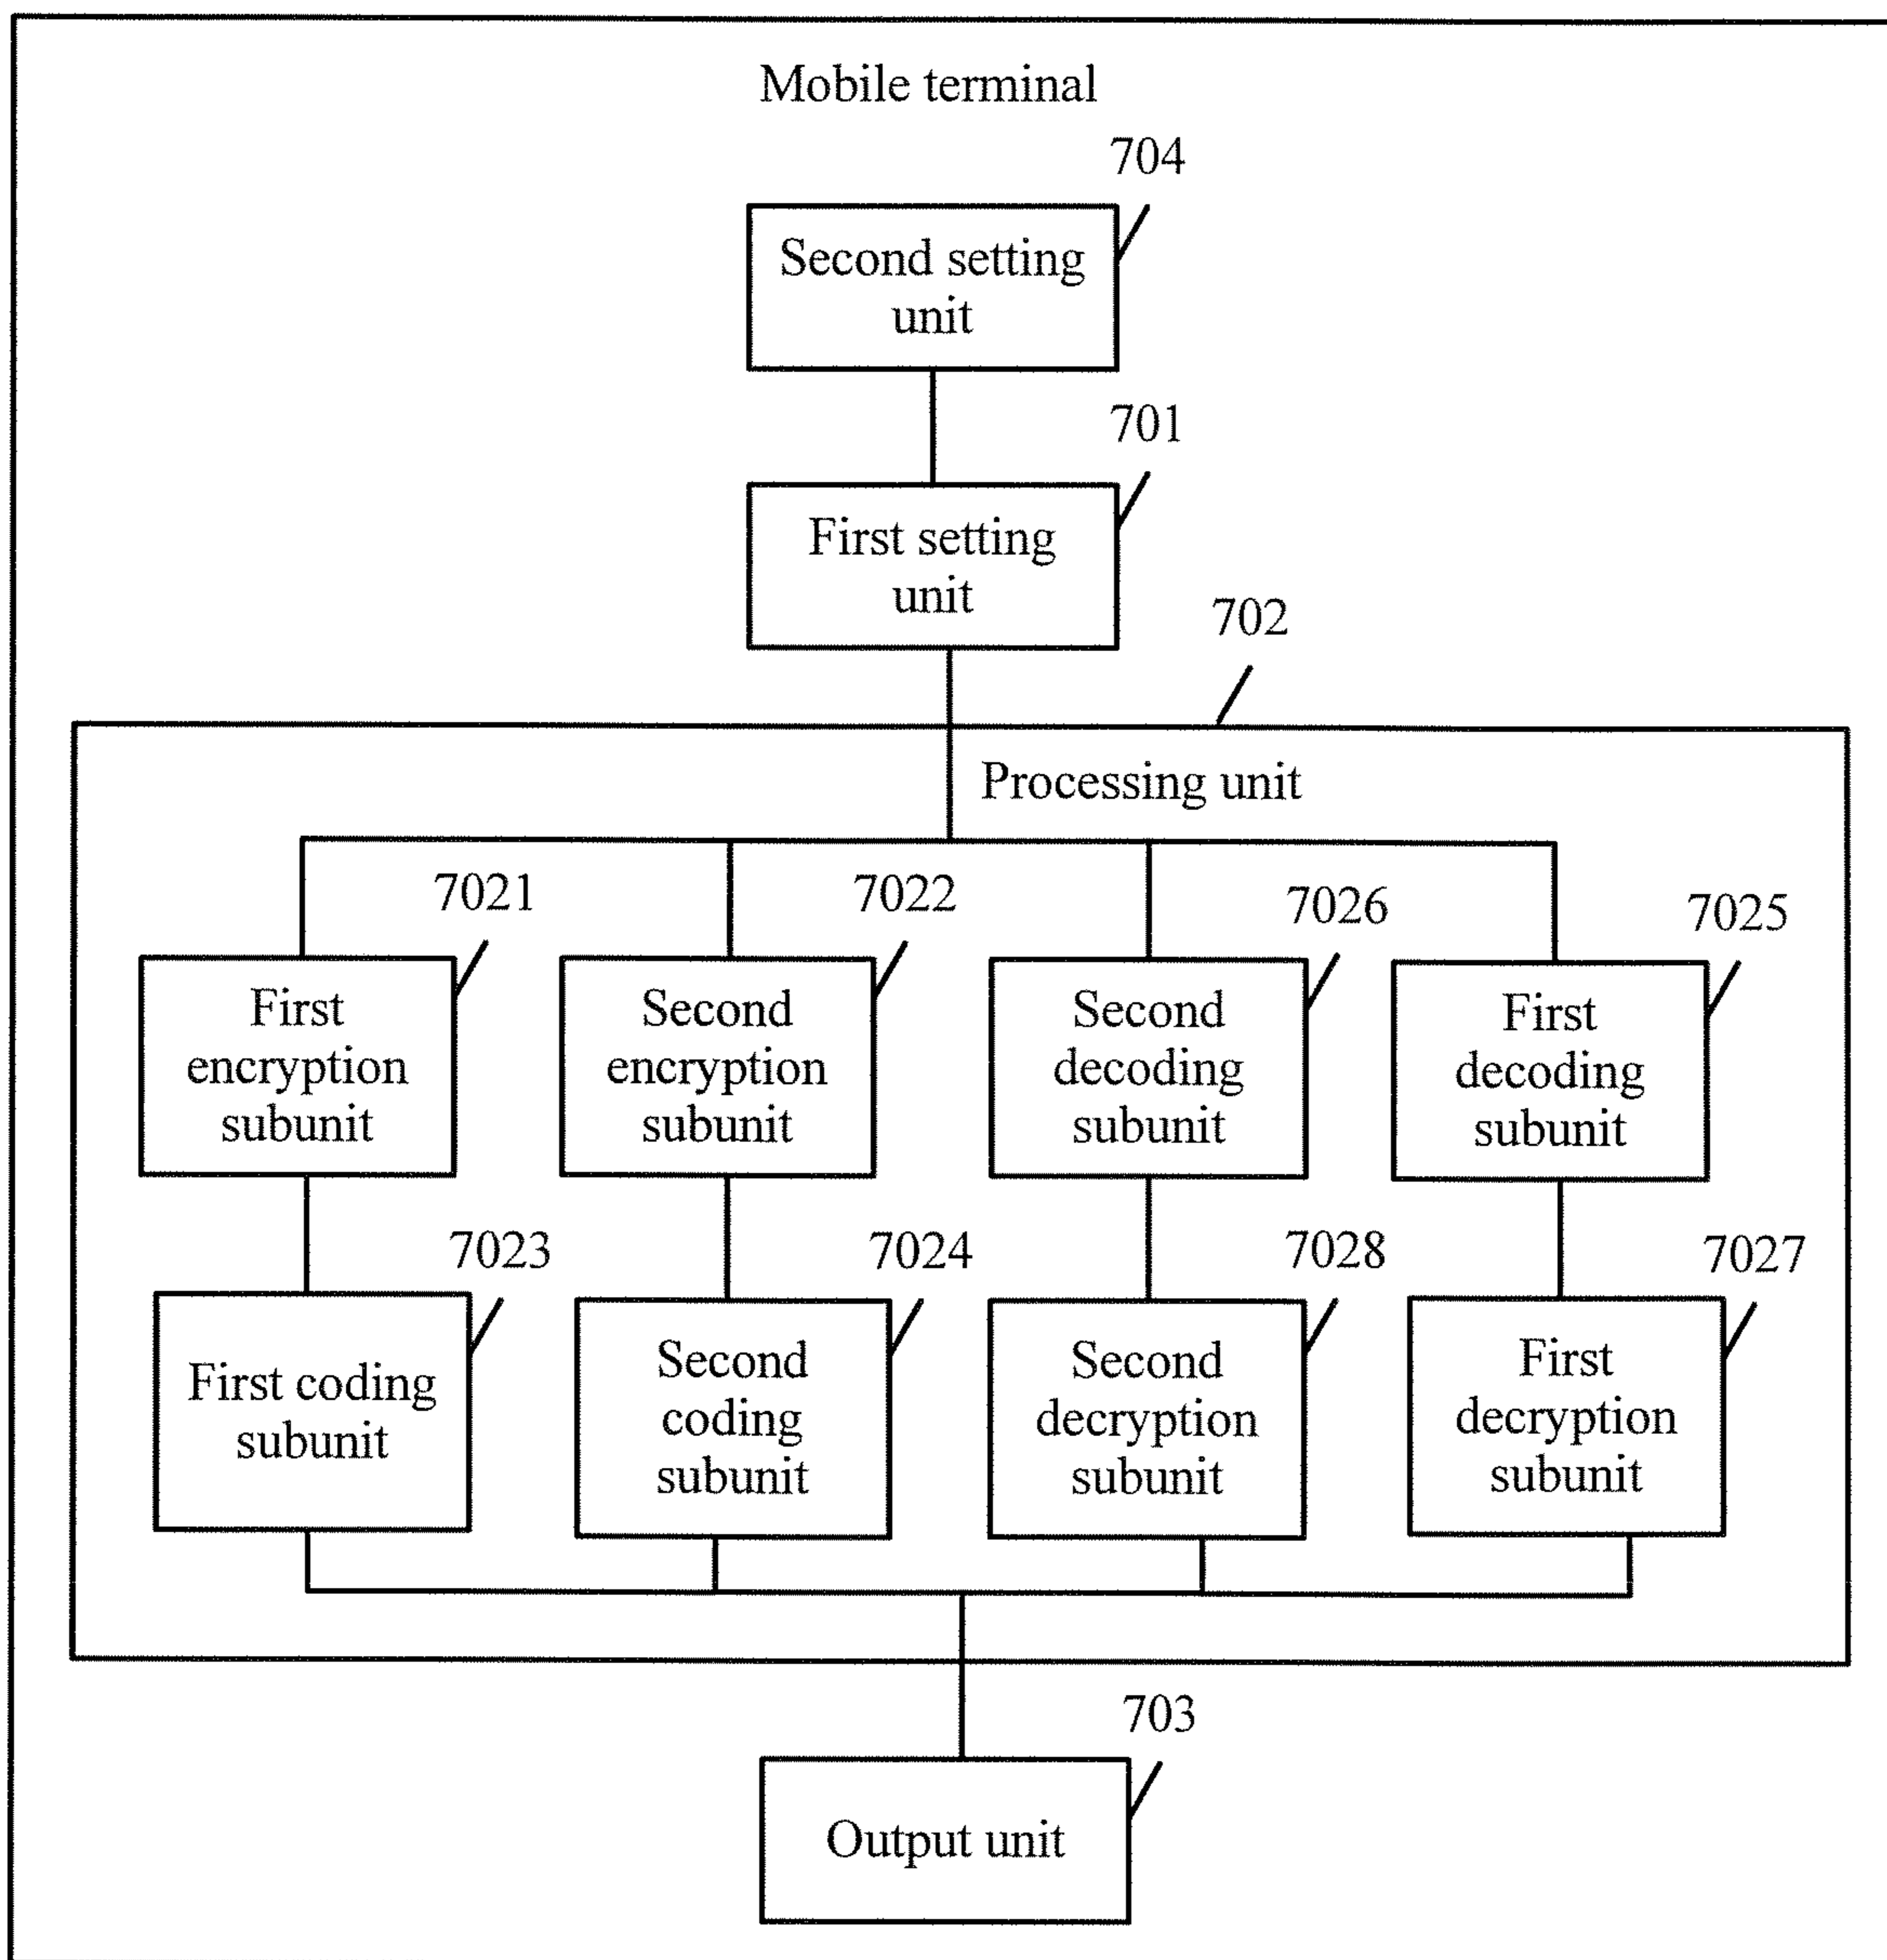 Mobile terminal
704
Second setting
unit
701
First setting
unit
702
Processing unit
7021
7022
7026
7025
First
encryption
subunit
Second
encryption
subunit
Second
decoding
subunit
First
decoding
subunit
7023
7024
7028
7027
First coding
subunit
Second
coding
subunit
Second
decryption
subunit
First
decryption
subunit
703
Output unit